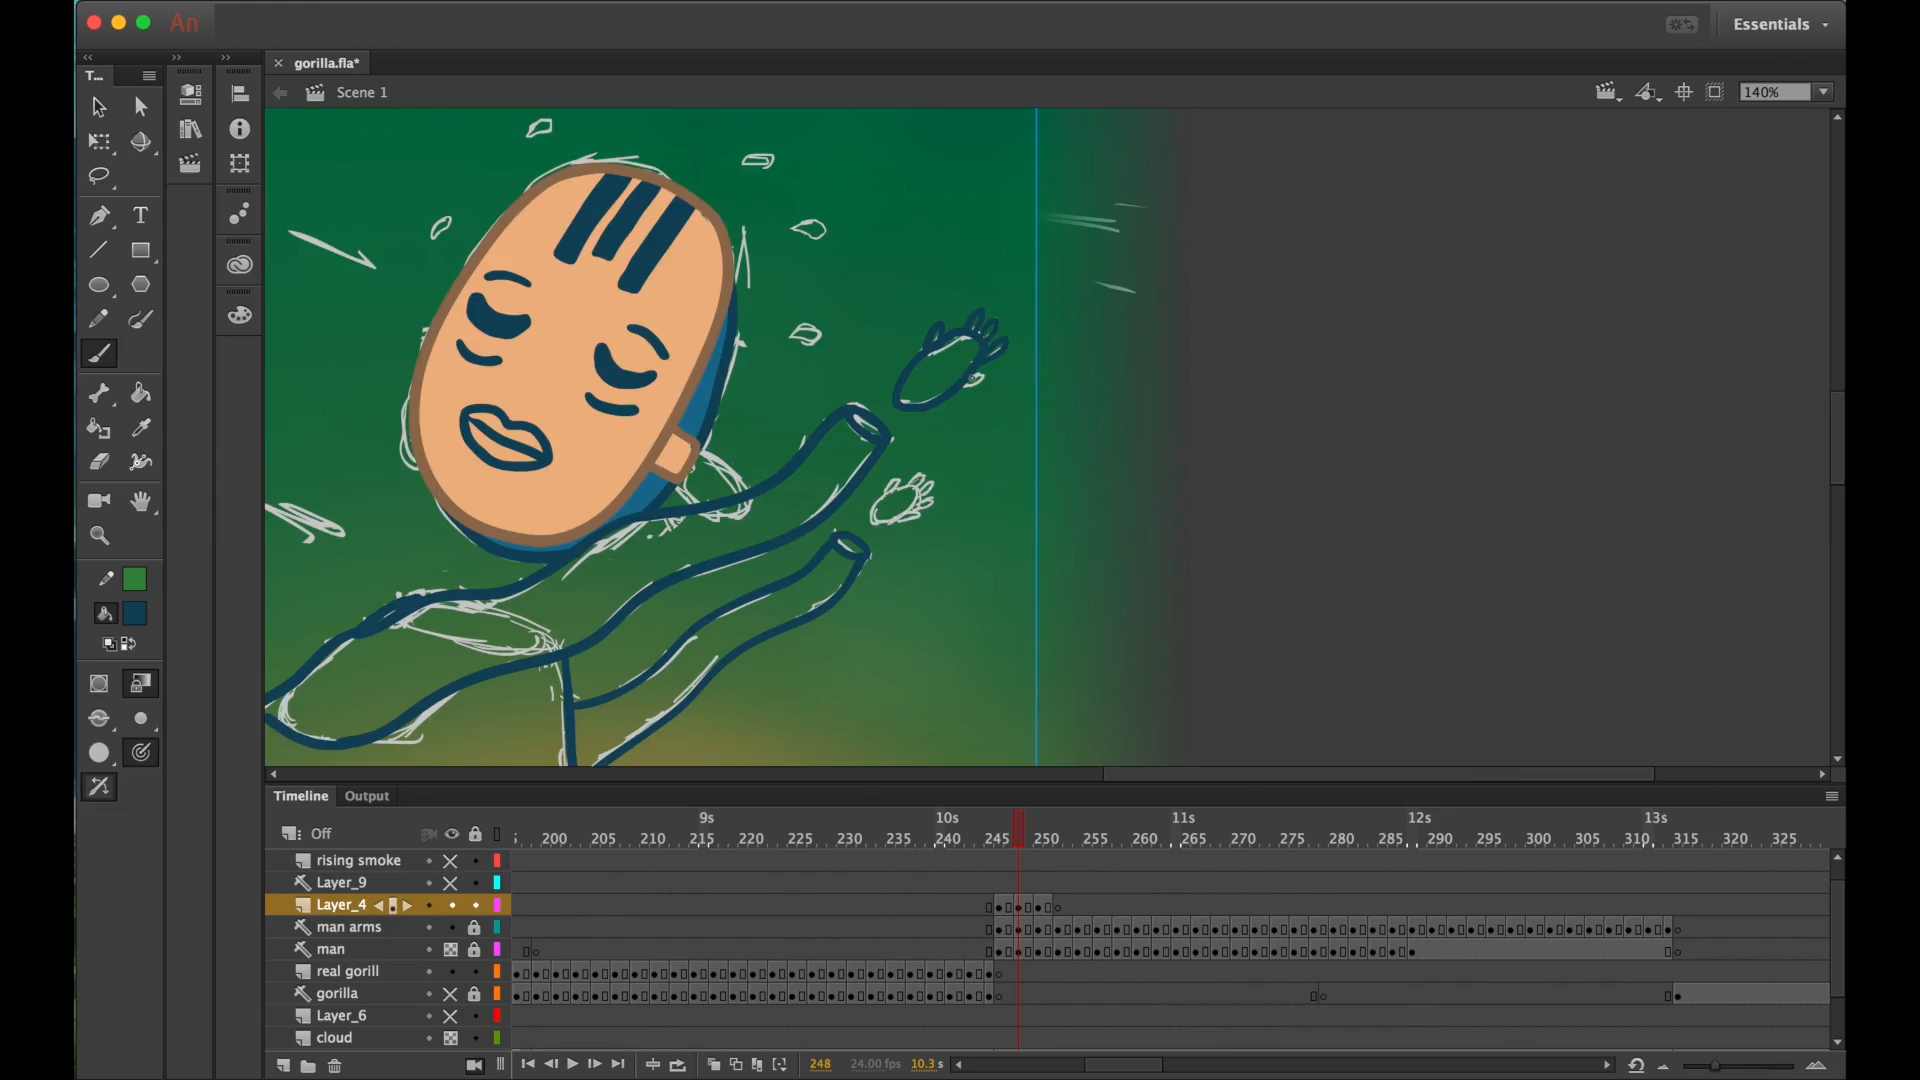 An
Essentials
T...
gorilla.fla*
Scene 1
140%
T
Timeline
Output
9s
10s
11s
12s
13s
Off
200
205
210
215
220
225
230
235
240
245
250
255
260
265
270
275
280
285
290
295
300
305
310
315
320
325
rising smoke
Layer_9
Layer_4
man arms
man
real gorill
gorilla
Layer_6
cloud
248
24.00 fps
10.3 s